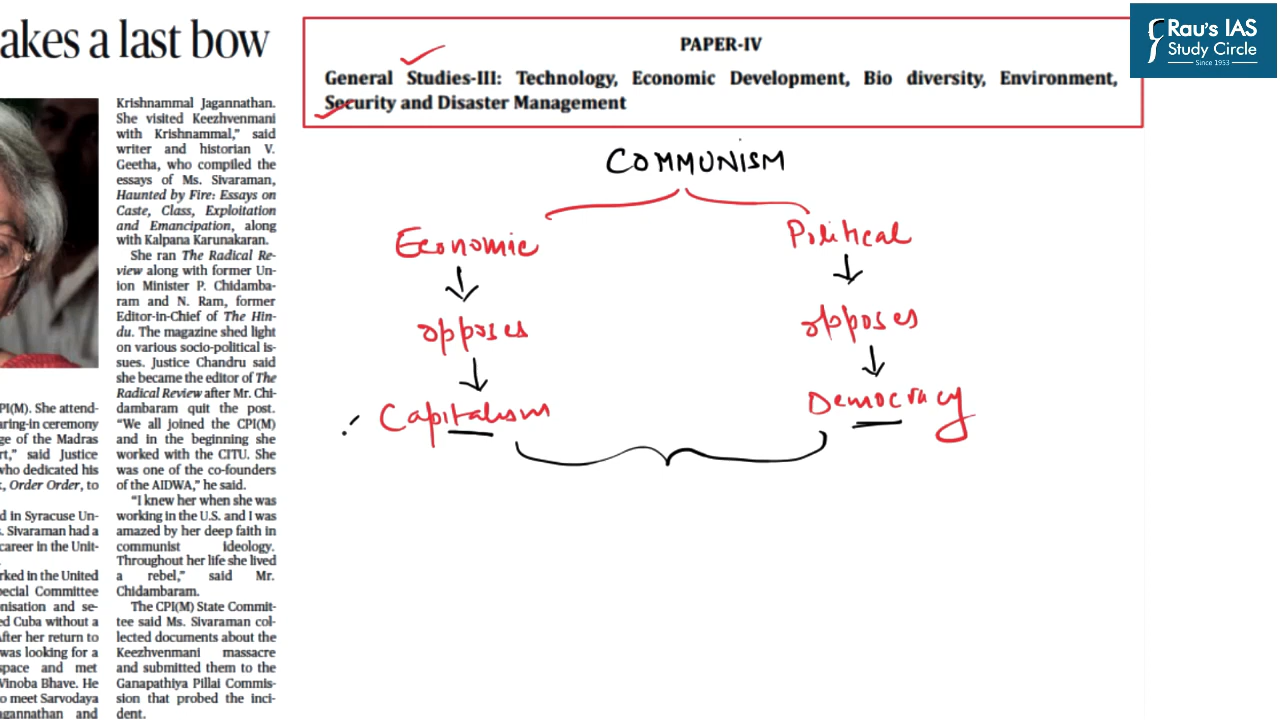 akes a last bow
Krishnammal Jagannathan.
She visited Keezhvenmani
with Krishnammal,” said
writer and historian V.
Geetha, who compiled the
essays of Ms. Sivaraman,
Haunted by Fire: Essays on
Caste, Class, Exploitation
and Emancipation, along
with Kalpana Karunakaran.
She ran The Radical Re-
view along with former Un-
ion Minister P. Chidamba-
ram and N. Ram, former
Editor-in-Chief of The Hin-
du. The magazine shed light
on various socio-political is-
sues. Justice Chandru said
she became the editor of The
Radical Review after Mr. Chi-
dambaram quit the post.
“We all joined the CPI(M)
and in the beginning she
worked with the CITU. She
was one of the co-founders
of the AIDWA,” he said.
“I knew her when she was
working in the U.S. and I was
amazed by her deep faith in
communist ideology.
Throughout her life she lived
a rebel,” said Mr.
Chidambaram.
The CPI(M) State Commit-
tee said Ms. Sivaraman col-
lected documents about the
Keezhvenmani massacre
and submitted them to the
Ganapathiya Pillai Commis-
sion that probed the inci-
dent.
PI(M). She attend-
aring-in ceremony
ge of the Madras
rt,” said Justice
who dedicated his
, Order Order, to
d in Syracuse Un-
. Sivaraman had a
career in the Unit-
rked in the United
pecial Committee
nisation and se-
ed Cuba without a
After her return to
was looking for a
space and met
Vinoba Bhave. He
o meet Sarvodaya
agannathan and
PAPER-IV
General Studies-III: Technology, Economic Development, Bio diversity, Environment,
Security and Disaster Management
Rau's IAS
Study Circle
Since 1953
COMMUNISM
Economic
Political
opposes
opposes
Capitalism
Democracy